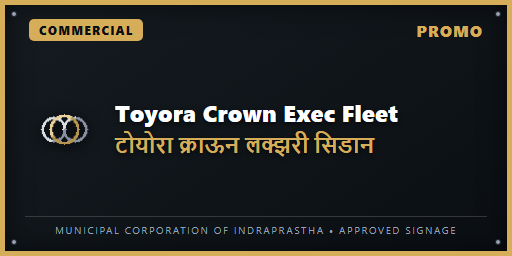 COMMERCIAL
PROMO
Toyora Crown Exec Fleet
टोयोरा क्राऊन लक्झरी सिडान
MUNICIPAL CORPORATION OF INDRAPRASTHA • APPROVED SIGNAGE